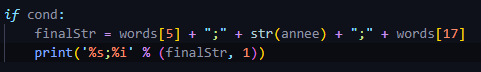 if cond:
finalStr = words[5] + ";" + str(annee) + ";" + words[17]
print('%s;%i' % (finalStr, 1))